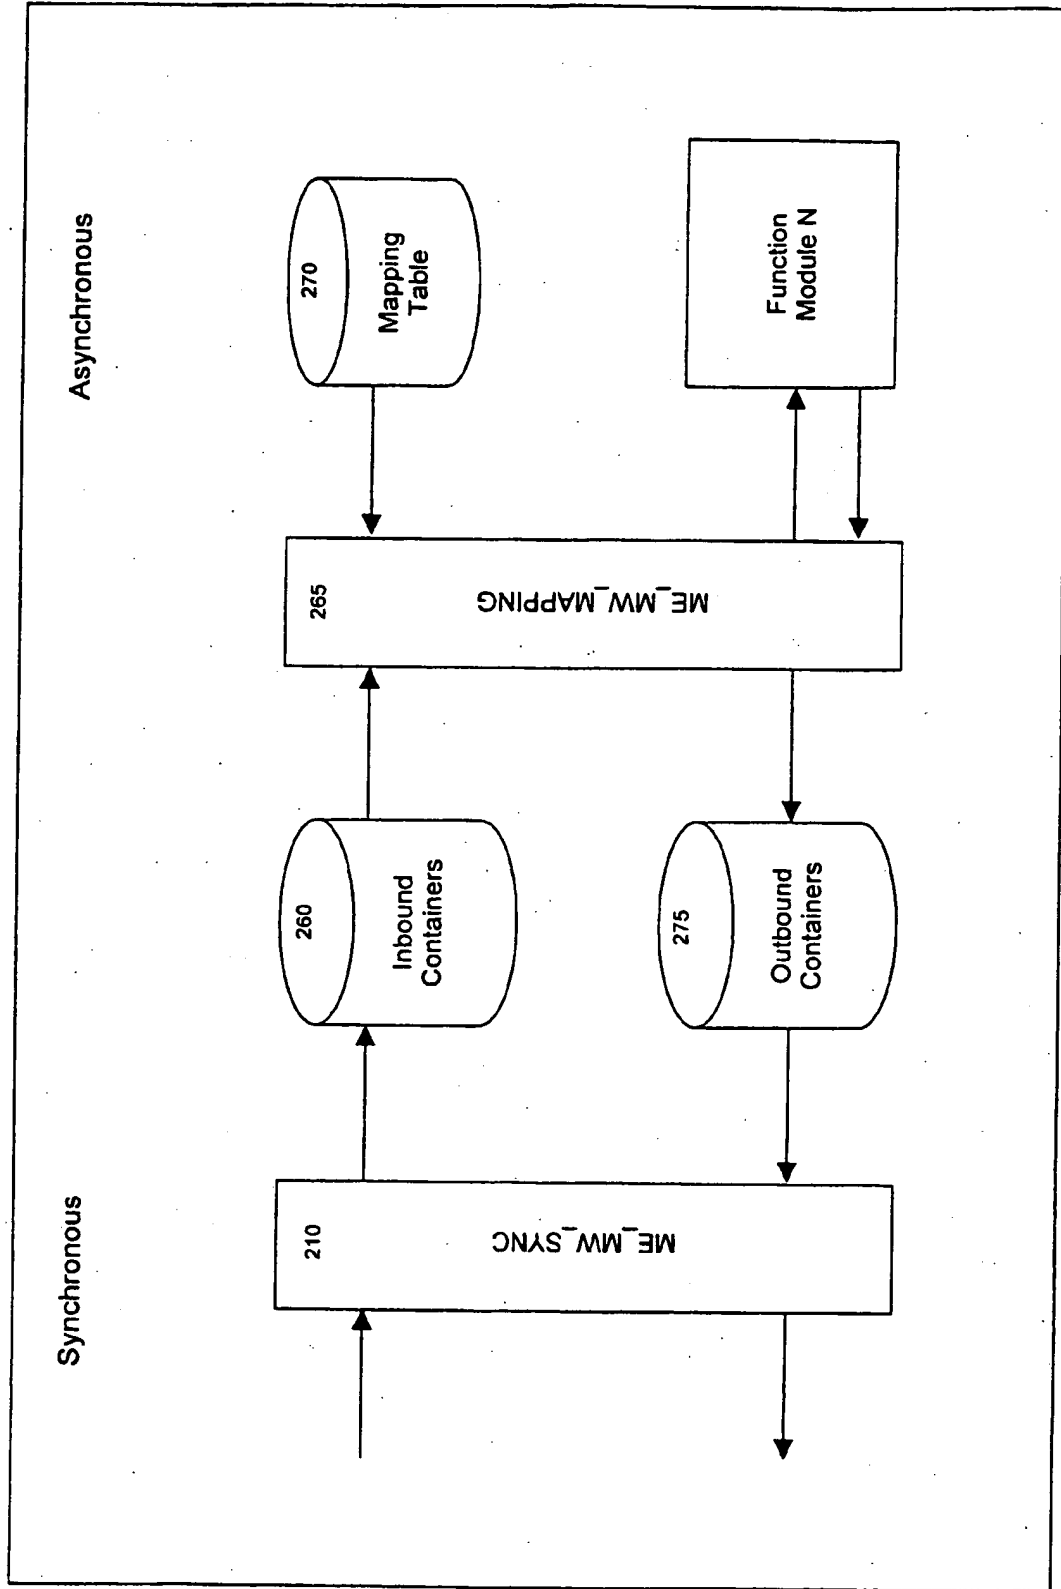 Synchronous
Asynchronous
210
ME_MW_SYNC
260
Inbound
Containers
265
ME_MW_MAPPING
270
Mapping
Table
275
Outbound
Containers
Function
Module N